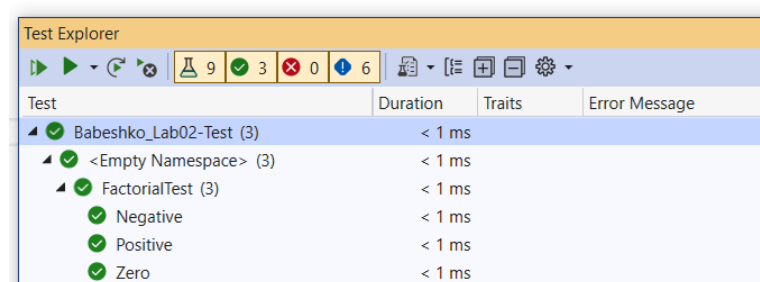 Test Explorer
9 3 0 6
Test Duration Traits Error Message
Babeshko_Lab02-Test (3) < 1 ms
<Empty Namespace> (3) < 1 ms
FactorialTest (3) < 1 ms
Negative < 1 ms
Positive < 1 ms
Zero < 1 ms